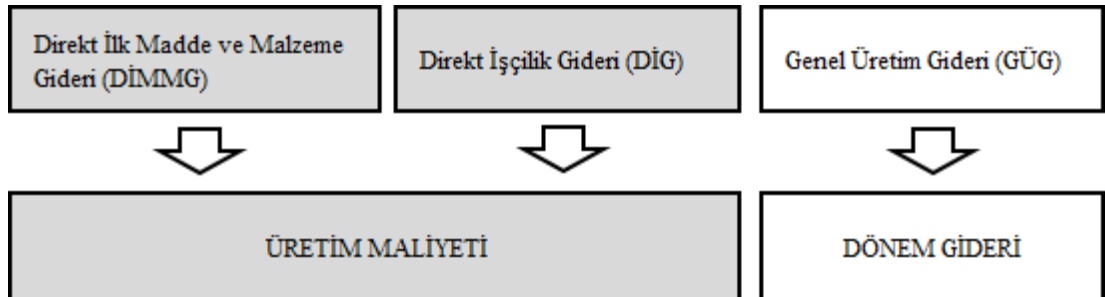 Direkt İlk Madde ve Malzeme
Gideri (DİMMG)
Direkt İşçilik Gideri (DİG)
Genel Üretim Gideri (GÜG)
ÜRETİM MALİYETİ
DÖNEM GİDERİ